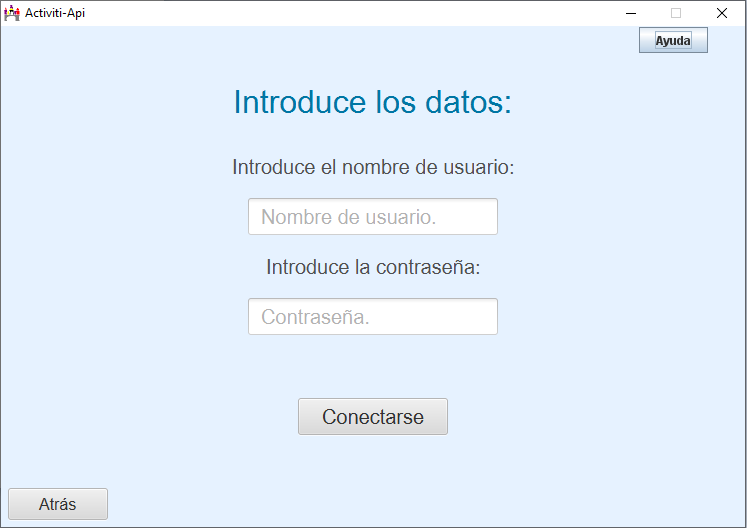 Activiti-Api
Ayuda
Introduce los datos:
Introduce el nombre de usuario:
Nombre de usuario.
Introduce la contraseña:
Contraseña.
Conectarse
Atrás